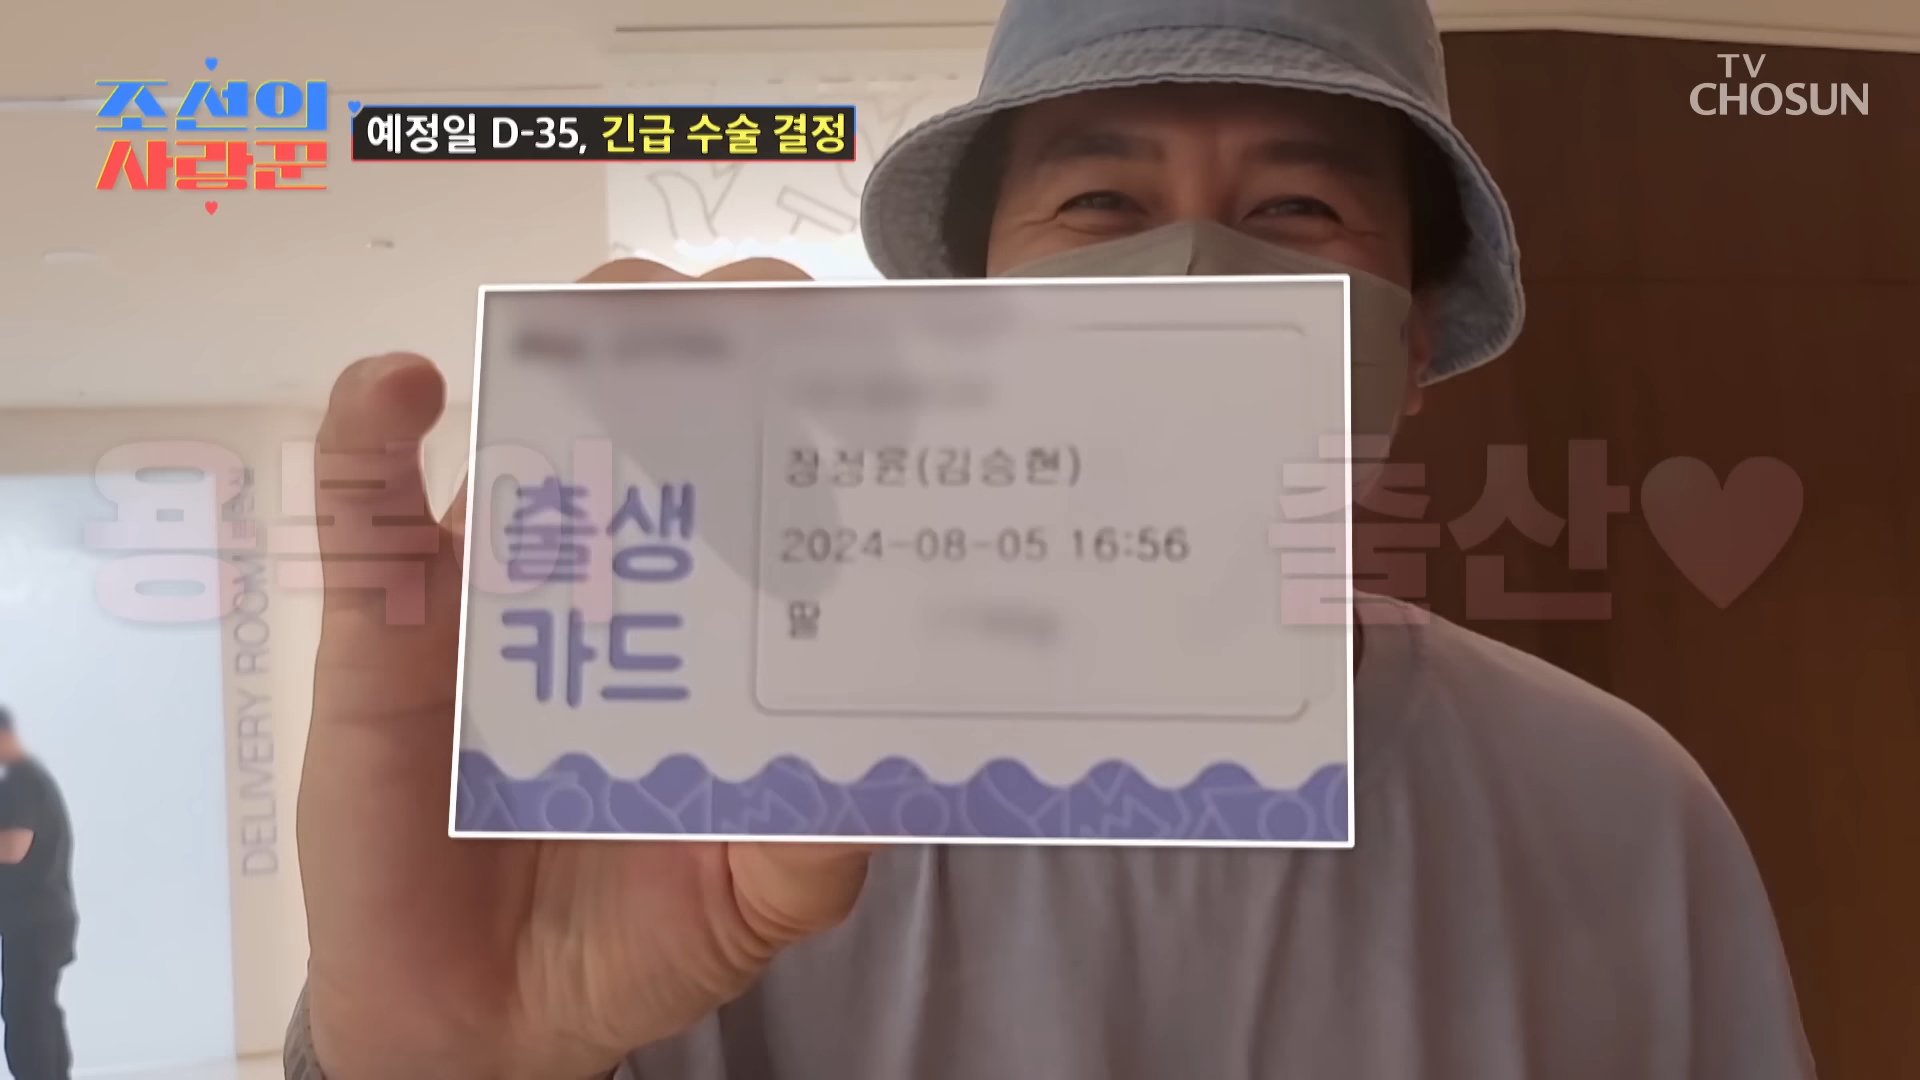 조선의
사랑꾼
예정일 D-35, 긴급 수술 결정
TV
CHOSUN
용복이 출산♥
출생
카드
장정윤(김승현)
2024-08-05 16:56
딸
DELIVERY ROOM